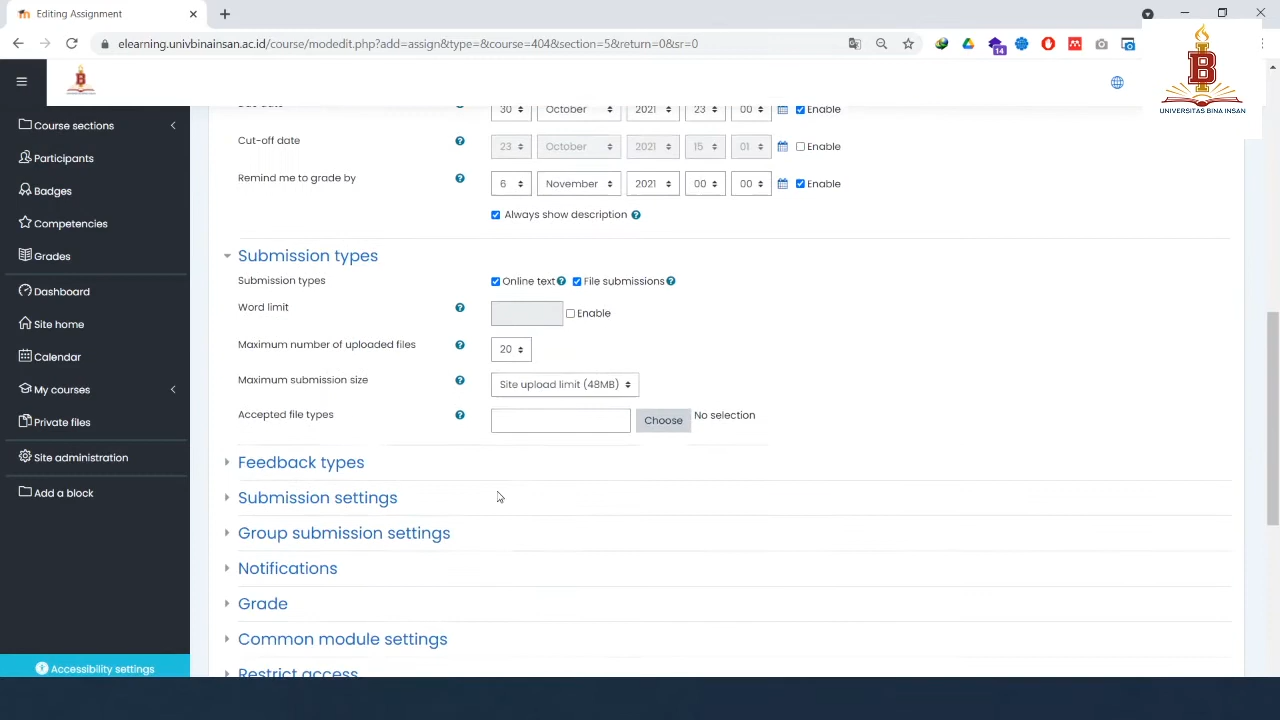 Editing Assignment
elearning.univbinainsan.ac.id/course/modedit.php?add=assign&type=&course=404&section=5&return=0&sr=0
14
UNIVERSITAS BINA INSAN
Course sections
Participants
Badges
Competencies
Grades
Dashboard
Site home
Calendar
My courses
Private files
Site administration
Add a block
Accessibility settings
30 October 2021 23 00 Enable
Cut-off date 23 October 2021 15 01 Enable
Remind me to grade by 6 November 2021 00 00 Enable
Always show description
Submission types
Submission types Online text File submissions
Word limit Enable
Maximum number of uploaded files 20
Maximum submission size Site upload limit (48MB)
Accepted file types Choose No selection
Feedback types
Submission settings
Group submission settings
Notifications
Grade
Common module settings
Restrict access